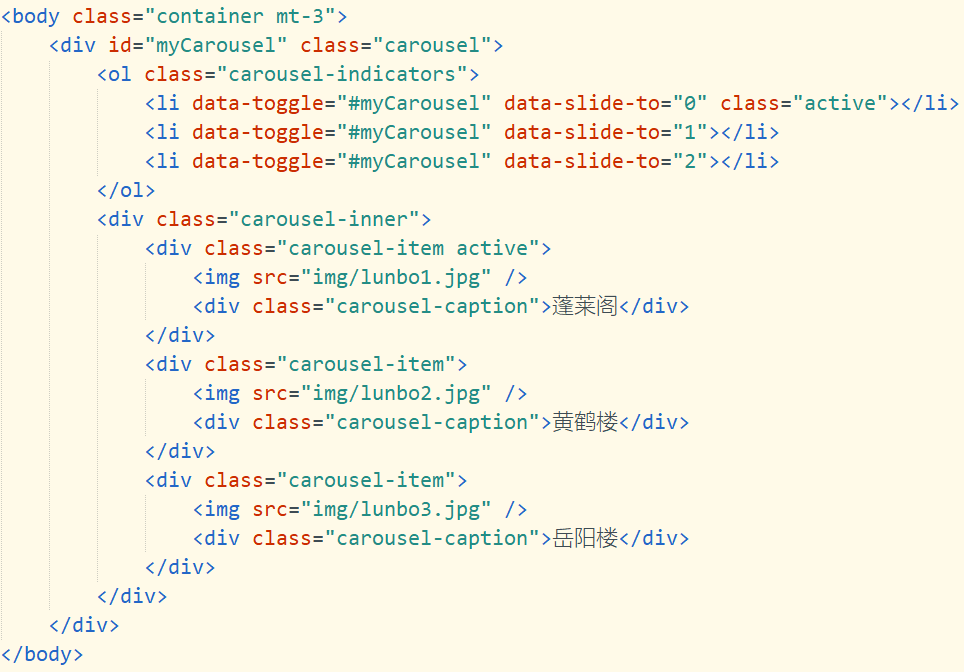 <body class="container mt-3">
    <div id="myCarousel" class="carousel">
        <ol class="carousel-indicators">
            <li data-toggle="#myCarousel" data-slide-to="0" class="active"></li>
            <li data-toggle="#myCarousel" data-slide-to="1"></li>
            <li data-toggle="#myCarousel" data-slide-to="2"></li>
        </ol>
        <div class="carousel-inner">
            <div class="carousel-item active">
                <img src="img/lunbo1.jpg" />
                <div class="carousel-caption">蓬莱阁</div>
            </div>
            <div class="carousel-item">
                <img src="img/lunbo2.jpg" />
                <div class="carousel-caption">黄鹤楼</div>
            </div>
            <div class="carousel-item">
                <img src="img/lunbo3.jpg" />
                <div class="carousel-caption">岳阳楼</div>
            </div>
        </div>
    </div>
</body>